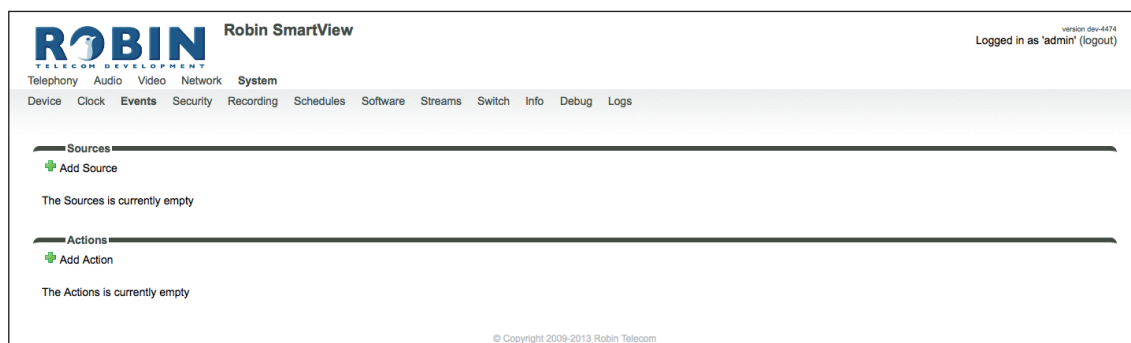 ROBIN
TELECOM DEVELOPMENT
Robin SmartView
version dev-4474
Logged in as 'admin' (logout)
Telephony Audio Video Network System
Device Clock Events Security Recording Schedules Software Streams Switch Info Debug Logs
Sources
Add Source
The Sources is currently empty
Actions
Add Action
The Actions is currently empty
© Copyright 2009-2013 Robin Telecom